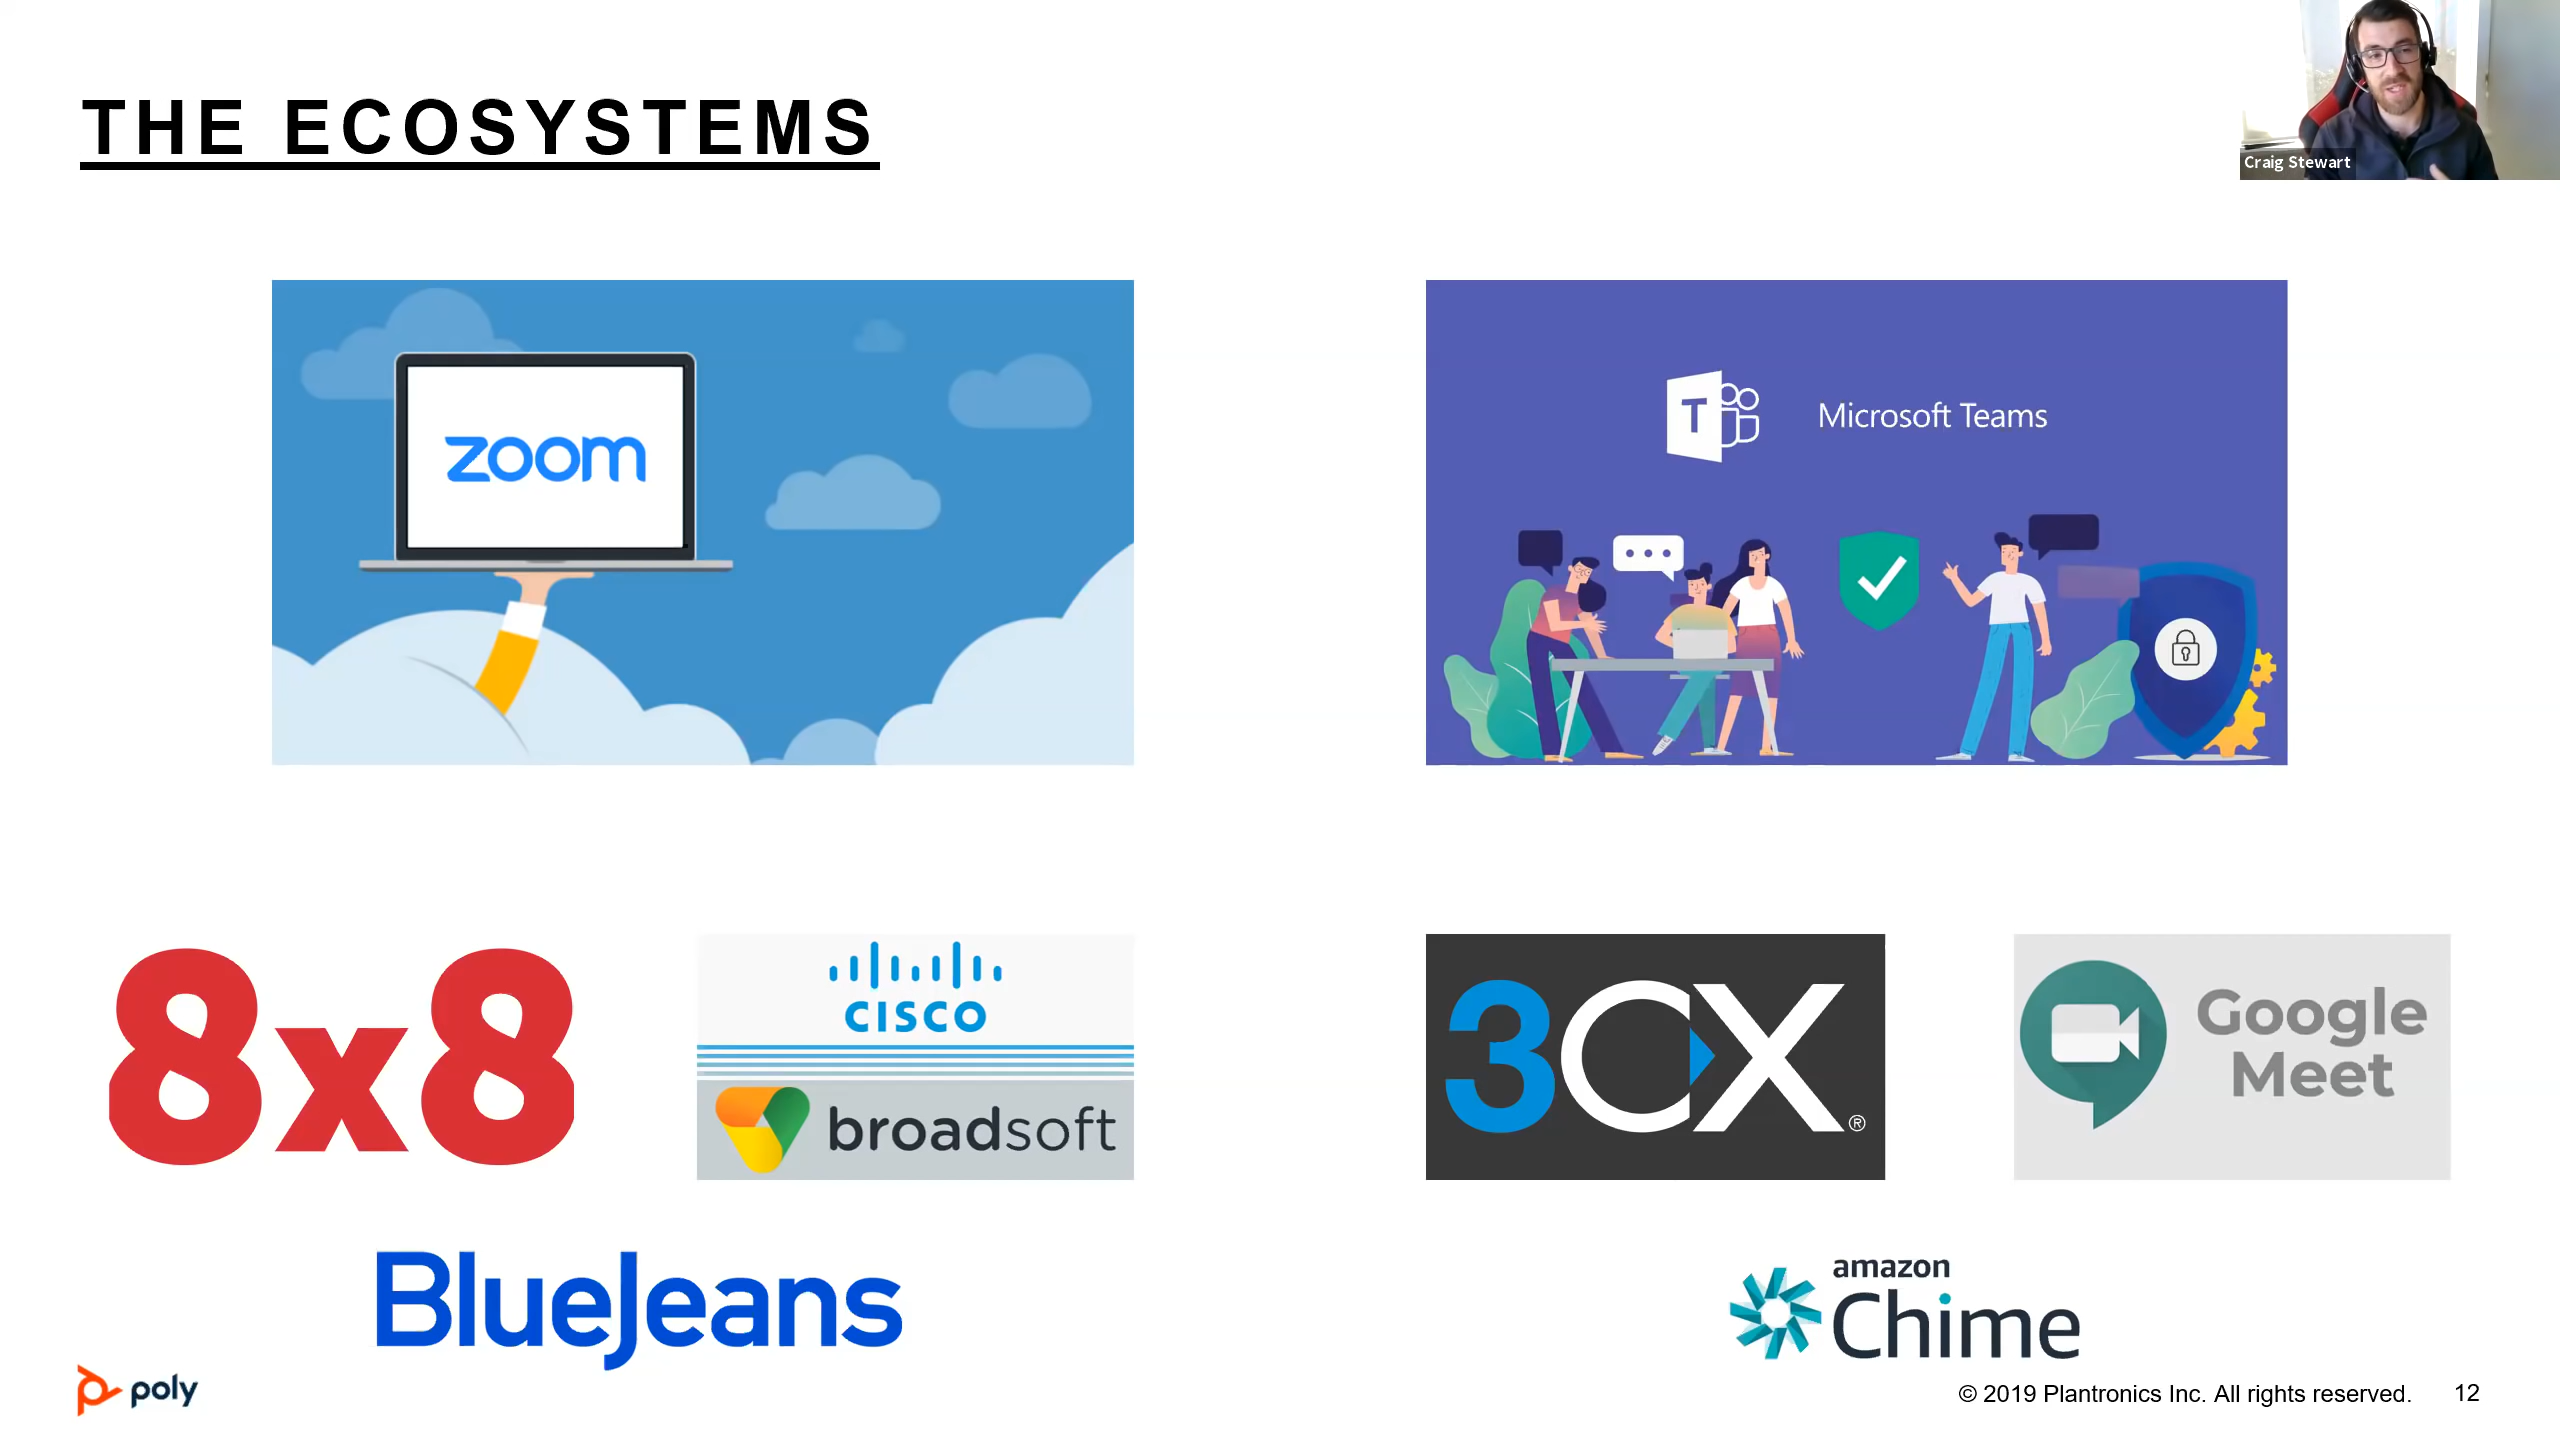 THE ECOSYSTEMS
Craig Stewart
zoom
T
Microsoft Teams
8x8
CISCO
broadsoft
3CX®
Google
Meet
BlueJeans
amazon
Chime
poly
© 2019 Plantronics Inc. All rights reserved. 12